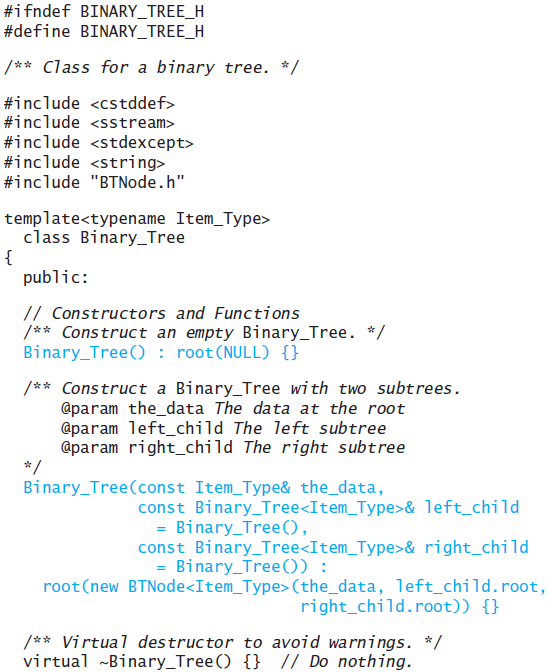 #ifndef BINARY_TREE_H
#define BINARY_TREE_H
/** Class for a binary tree. */
#include <cstddef>
#include <sstream>
#include <stdexcept>
#include <string>
#include "BTNode.h"
template<typename Item_Type>
class Binary_Tree
{
public:
// Constructors and Functions
/** Construct an empty Binary_Tree. */
Binary_Tree() : root(NULL) {}
/** Construct a Binary_Tree with two subtrees.
@param the_data The data at the root
@param left_child The left subtree
@param right_child The right subtree
*/
Binary_Tree(const Item_Type& the_data,
const Binary_Tree<Item_Type>& left_child
= Binary_Tree(),
const Binary_Tree<Item_Type>& right_child
= Binary_Tree()) :
root(new BTNode<Item_Type>(the_data, left_child.root,
right_child.root)) {}
/** Virtual destructor to avoid warnings. */
virtual ~Binary_Tree() {} // Do nothing.